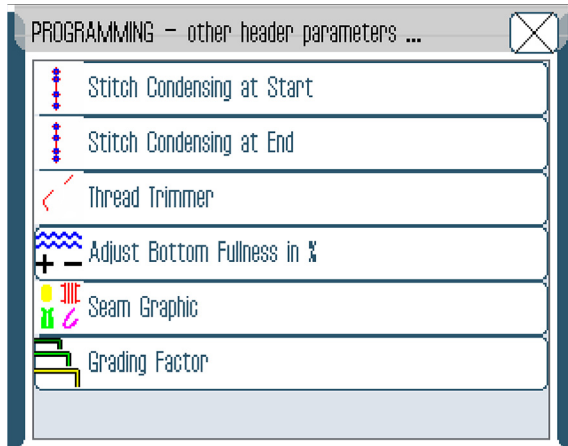 PROGRAMMING - other header parameters ...
Stitch Condensing at Start
Stitch Condensing at End
Thread Trimmer
Adjust Bottom Fullness in %
Seam Graphic
Grading Factor